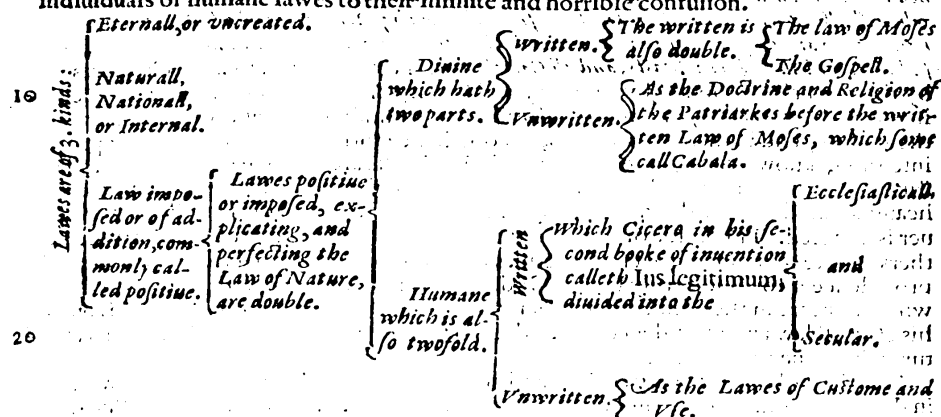 indiuiduals of humane lawes to their infinite and horrible confusion.
Lawes are of 3. kinds:
Eternall, or vncreated.
10
Naturall,
Nationall,
or Internal.
Law impo-
ſed or of ad-
dition, com-
monly cal-
led poſitiue.
Lawes poſitiue
or impoſed, ex-
plicating, and
perfecting the
Law of Nature,
are double.
Diuine
which hath
two parts.
Written.
The written is
alſo double.
The law of Moſes
The Goſpell.
Vnwritten.
As the Doctrine and Religion of
the Patriarkes before the writ-
ten Law of Moſes, which ſome
call Cabala.
Humane
which is al-
ſo twofold.
Written
Which Cicero in his ſe-
cond booke of inuention
calleth Ius legitimum,
diuided into the
Eccleſiaſticall,
and
Secular.
20
Vnwritten.
As the Lawes of Cuſtome and
Vſe.